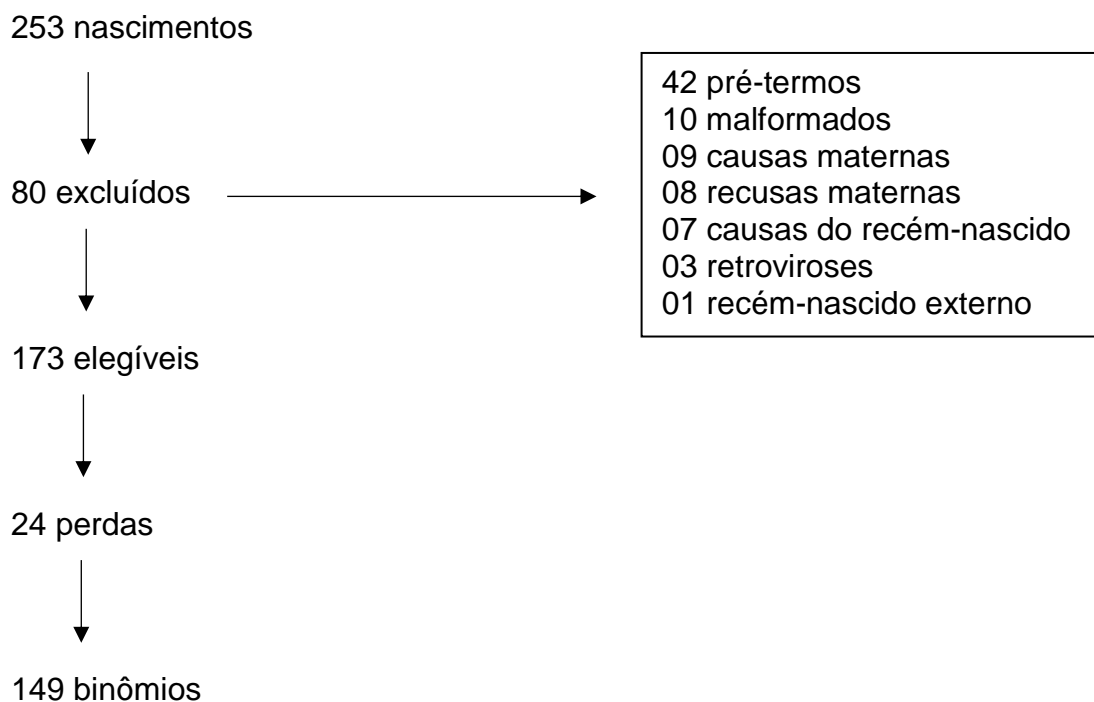 253 nascimentos
80 excluídos
42 pré-termos
10 malformados
09 causas maternas
08 recusas maternas
07 causas do recém-nascido
03 retroviroses
01 recém-nascido externo
173 elegíveis
24 perdas
149 binômios